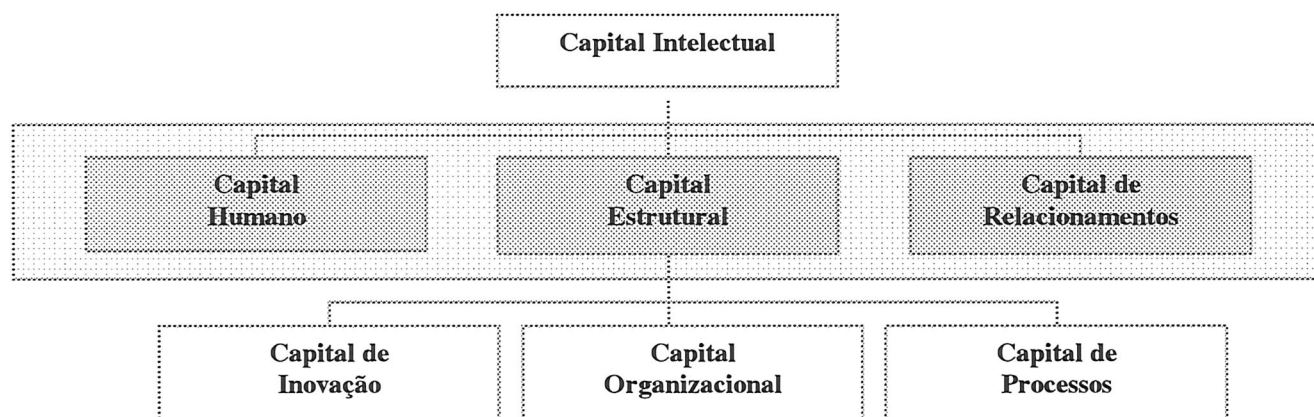 Capital Intelectual
Capital
Humano
Capital
Estrutural
Capital de
Relacionamentos
Capital de
Inovação
Capital
Organizacional
Capital de
Processos